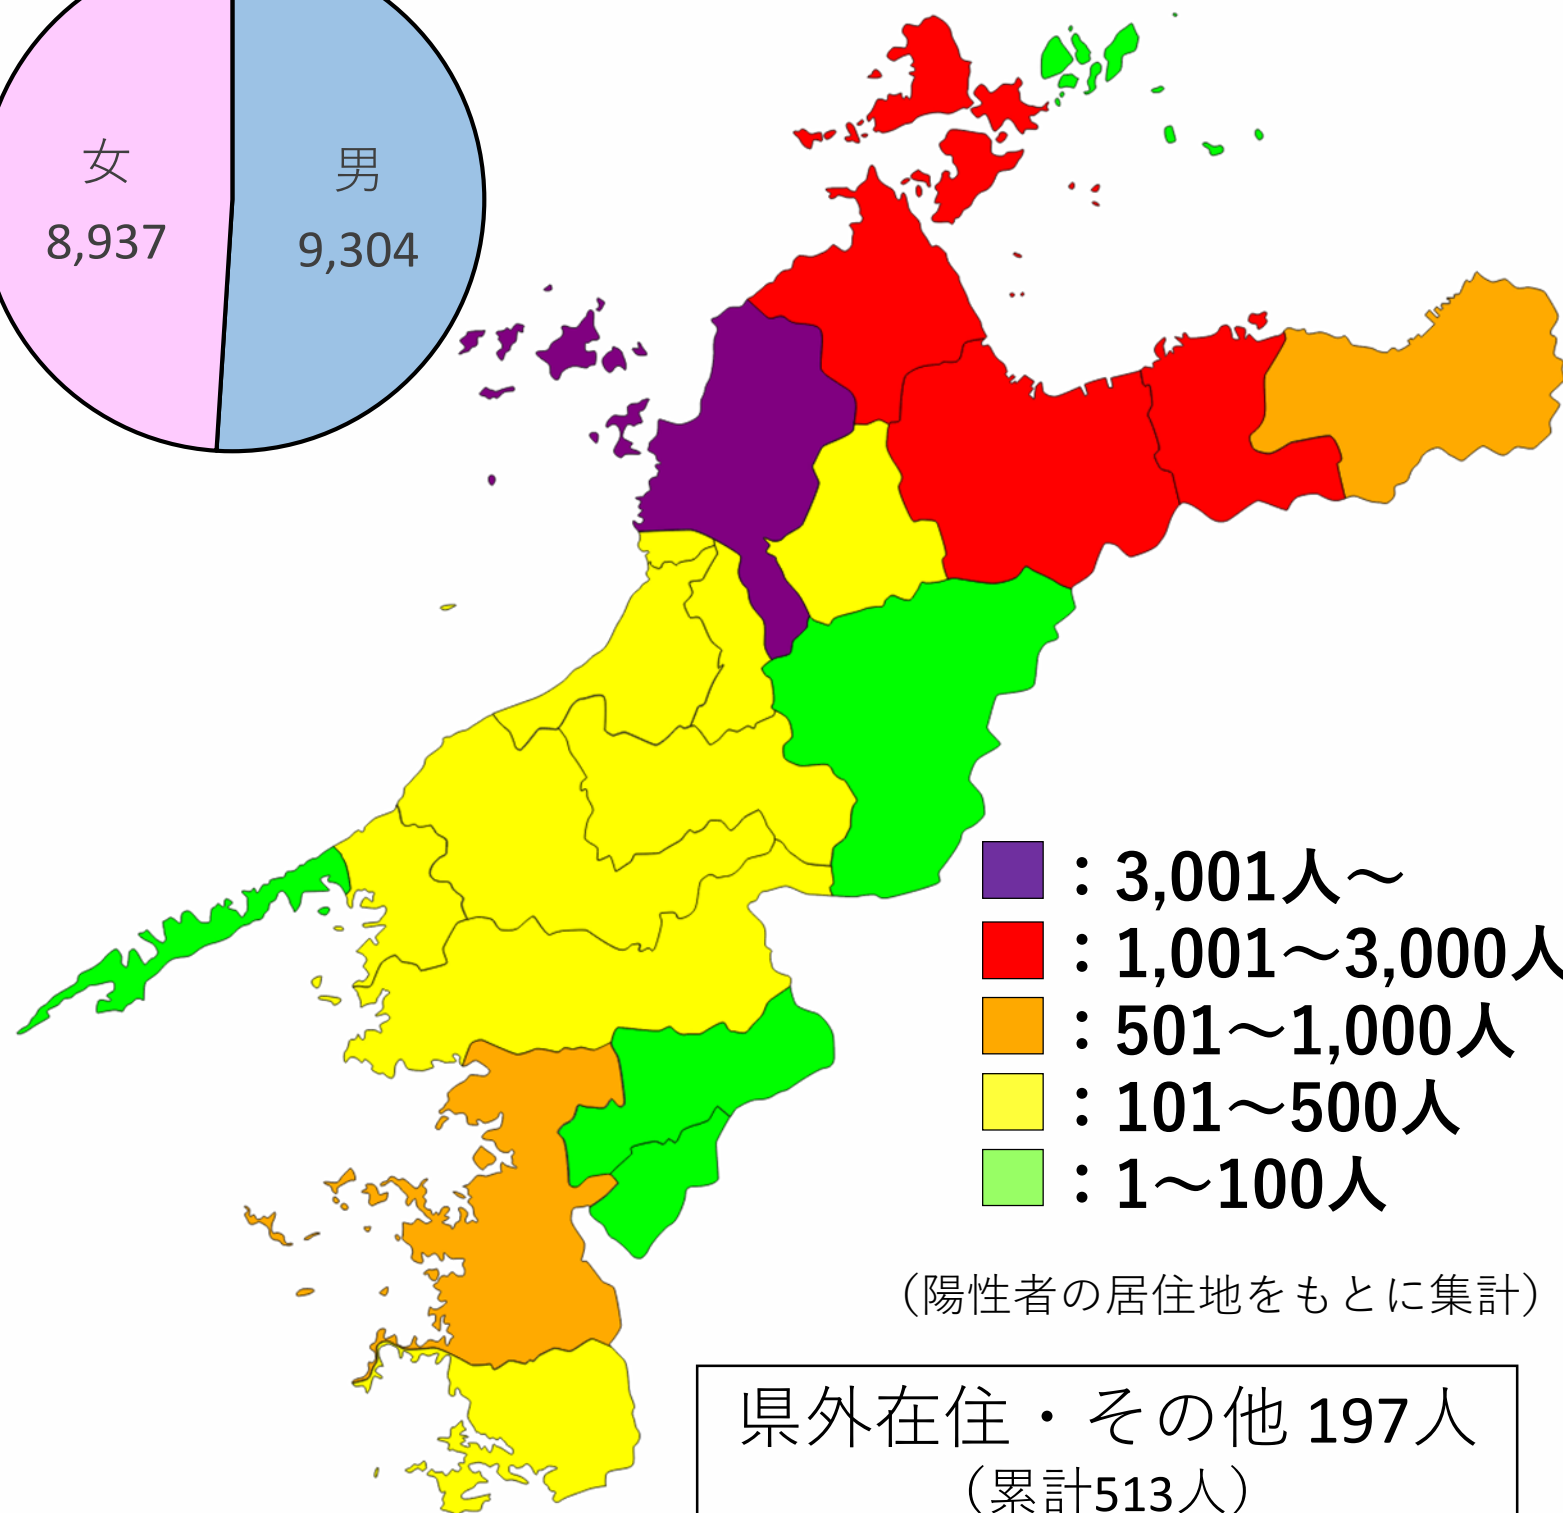 女
8,937
男
9,304
：3,001人～
：1,001～3,000人
：501～1,000人
：101～500人
：1～100人
（陽性者の居住地をもとに集計）
県外在住・その他 197人
（累計513人）